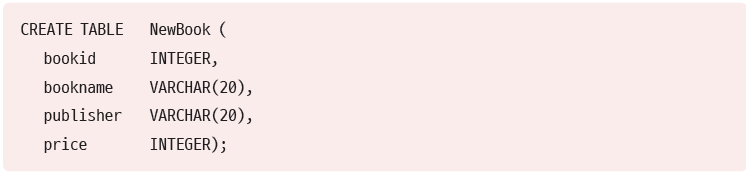 CREATE TABLE NewBook (
bookid INTEGER,
bookname VARCHAR(20),
publisher VARCHAR(20),
price INTEGER);